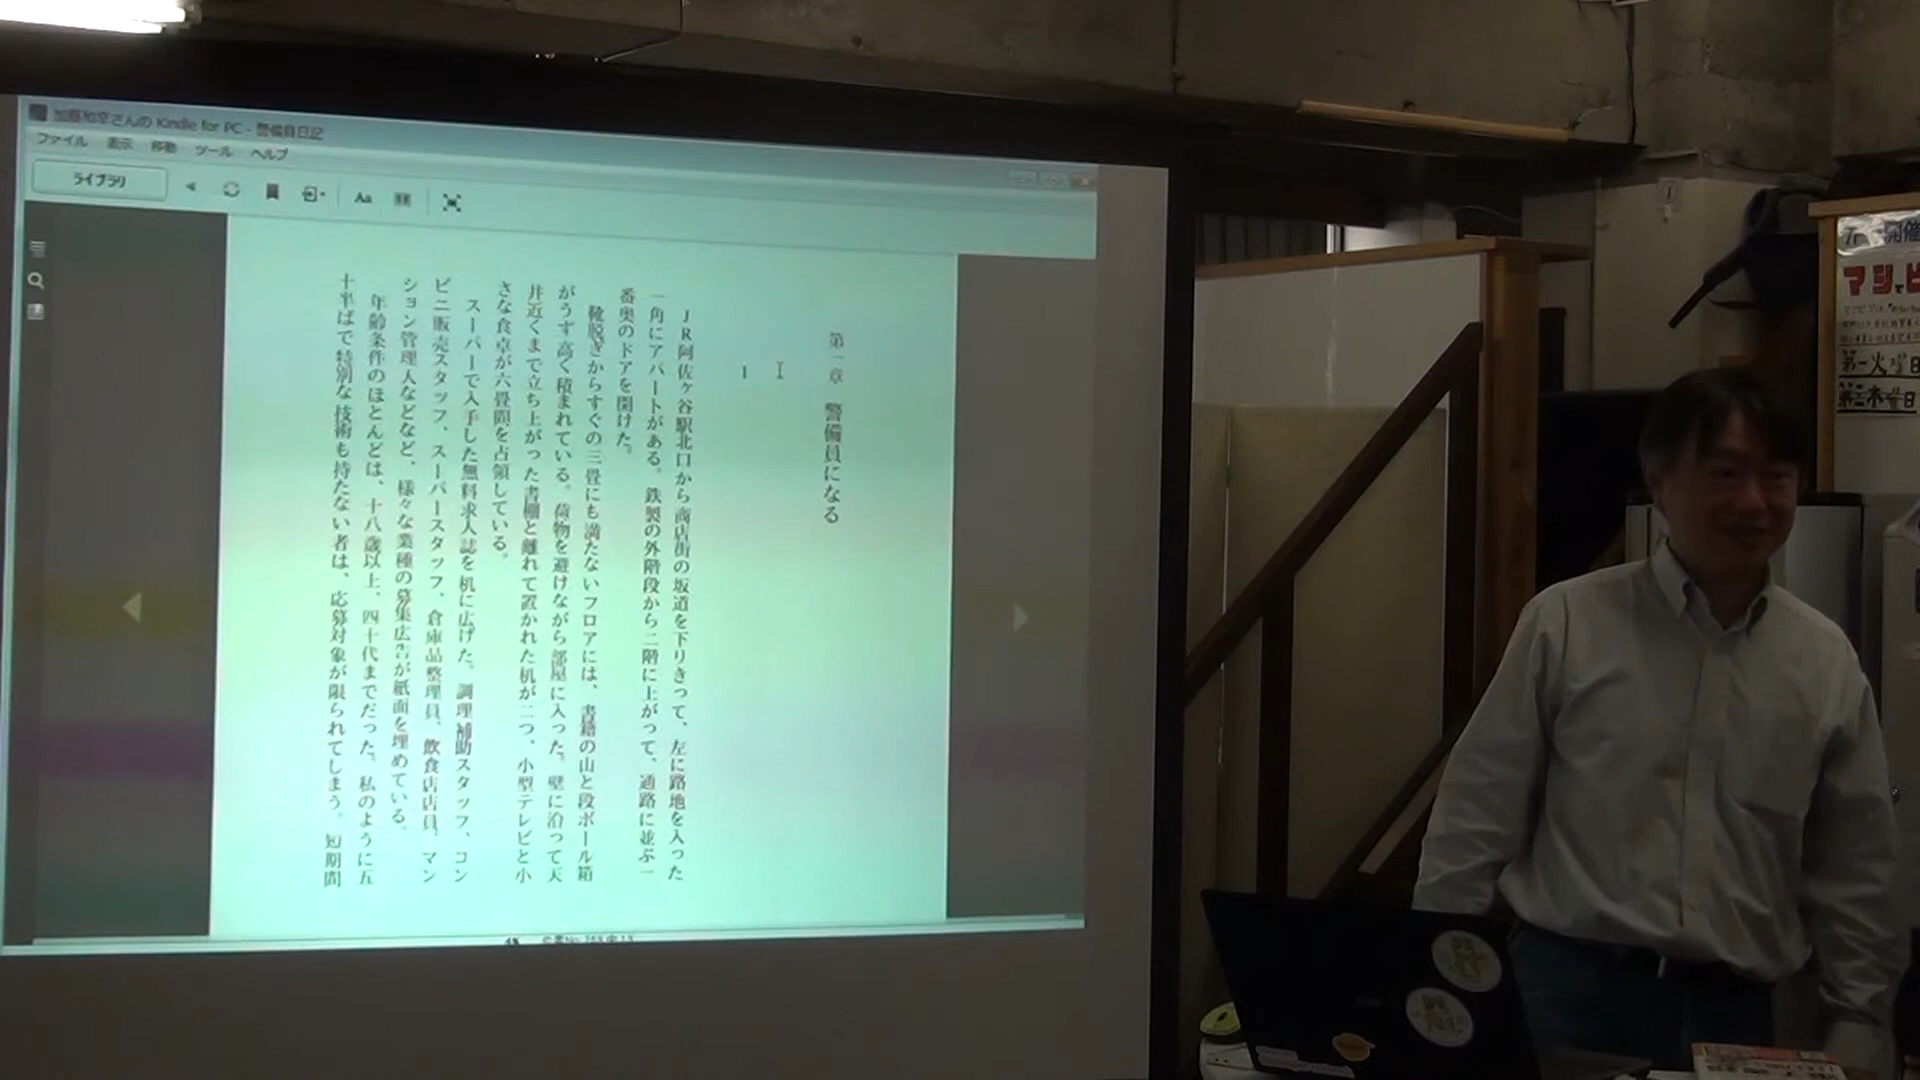 加藤和幸さんの Kindle for PC - 警備員日記
ファイル 表示 移動 ツール ヘルプ
ライブラリ
Aa
第一章 警備員になる
1
ＪＲ阿佐ヶ谷駅北口から商店街の坂道を下りきって、左に路地を入った
一角にアパートがある。鉄製の外階段から二階に上がって、通路に並ぶ一
番奥のドアを開けた。
靴脱ぎからすぐの三畳にも満たないフロアには、書籍の山と段ボール箱
がうず高く積まれている。荷物を避けながら部屋に入った。壁に沿って天
井近くまで立ち上がった書棚と離れて置かれた机が二つ、小型テレビと小
さな食卓が六畳間を占領している。
スーパーで入手した無料求人誌を机に広げた。調理補助スタッフ、コン
ビニ販売スタッフ、スーパースタッフ、倉庫品整理員、飲食店店員、マン
ション管理人などなど、様々な業種の募集広告が紙面を埋めている。
年齢条件のほとんどは、十八歳以上、四十代までだった。私のように五
十半ばで特別な技術も持たない者は、応募対象が限られてしまう。短期間
開催
マジで
第一火曜日
第三木曜日